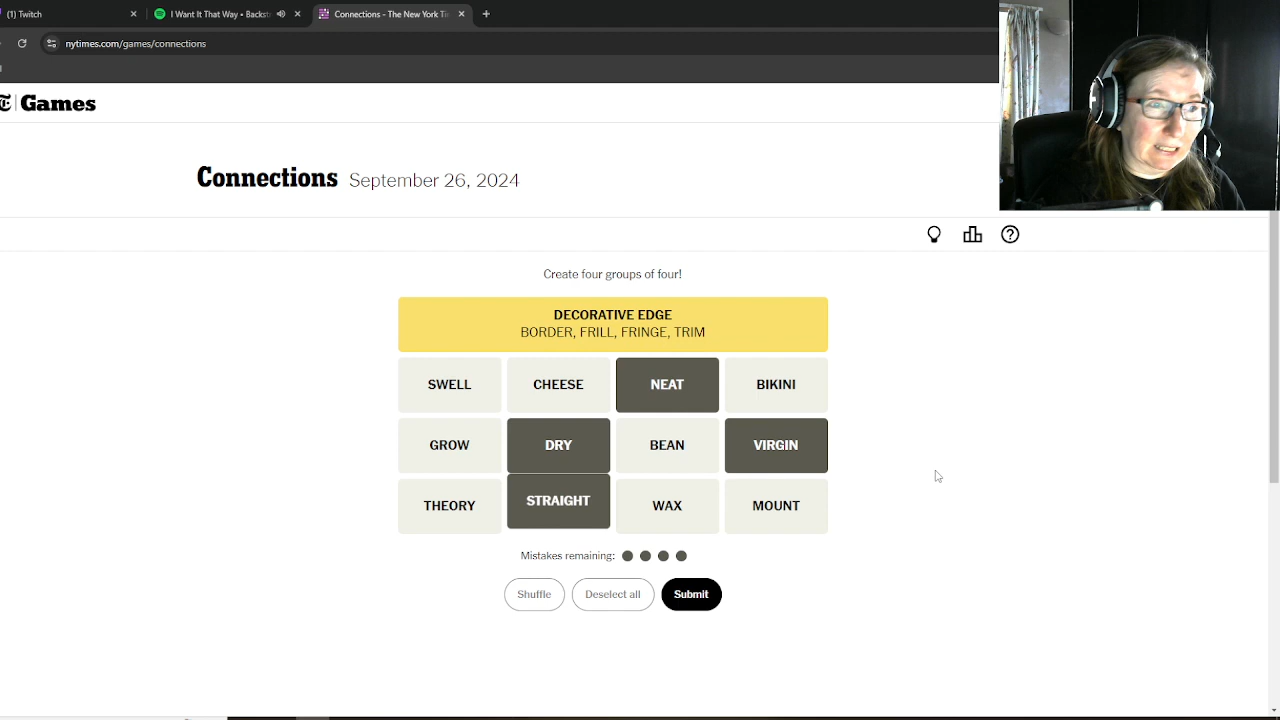 (1) Twitch
I Want It That Way • Backst
Connections - The New York Ti
nytimes.com/games/connections
Games
Connections September 26, 2024
Create four groups of four!
DECORATIVE EDGE
BORDER, FRILL, FRINGE, TRIM
SWELL CHEESE NEAT BIKINI
GROW DRY BEAN VIRGIN
THEORY STRAIGHT WAX MOUNT
Mistakes remaining:
Shuffle Deselect all Submit